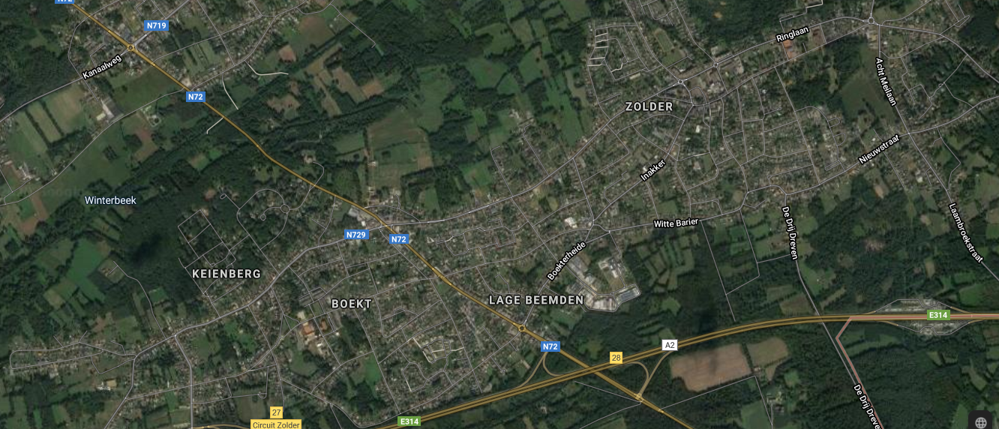 N72
N719
Kanaalweg
N72
Ringlaan
Acht Meilaan
ZOLDER
Nieuwstraat
Inakker
Winterbeek
De Drij Dreven
Laambroekstraat
Witte Barier
N729
N72
Boekterheide
KEIENBERG
BOEKT
LAGE BEEMDEN
E314
N72
A2
28
De Drij Dreve
27
Circuit Zolder
E314